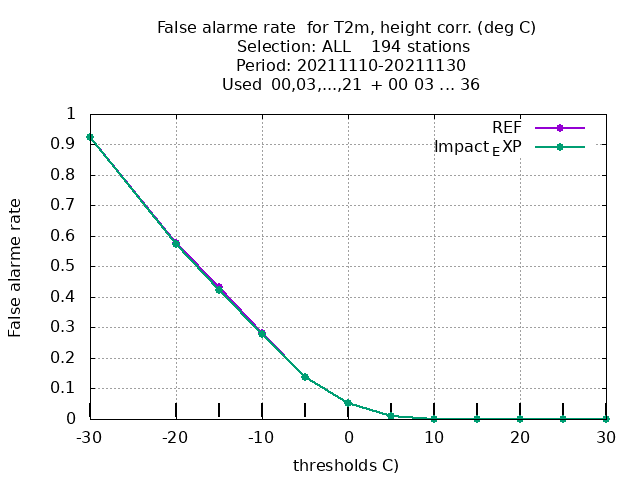 False alarme rate  for T2m, height corr. (deg C)
Selection: ALL    194 stations
Period: 20211110-20211130
Used  00,03,...,21  + 00 03 ... 36
REF
Impact_EXP
1
0.9
0.8
0.7
0.6
0.5
0.4
0.3
0.2
0.1
0
False alarme rate
-30 -20 -10 0 10 20 30
thresholds C)